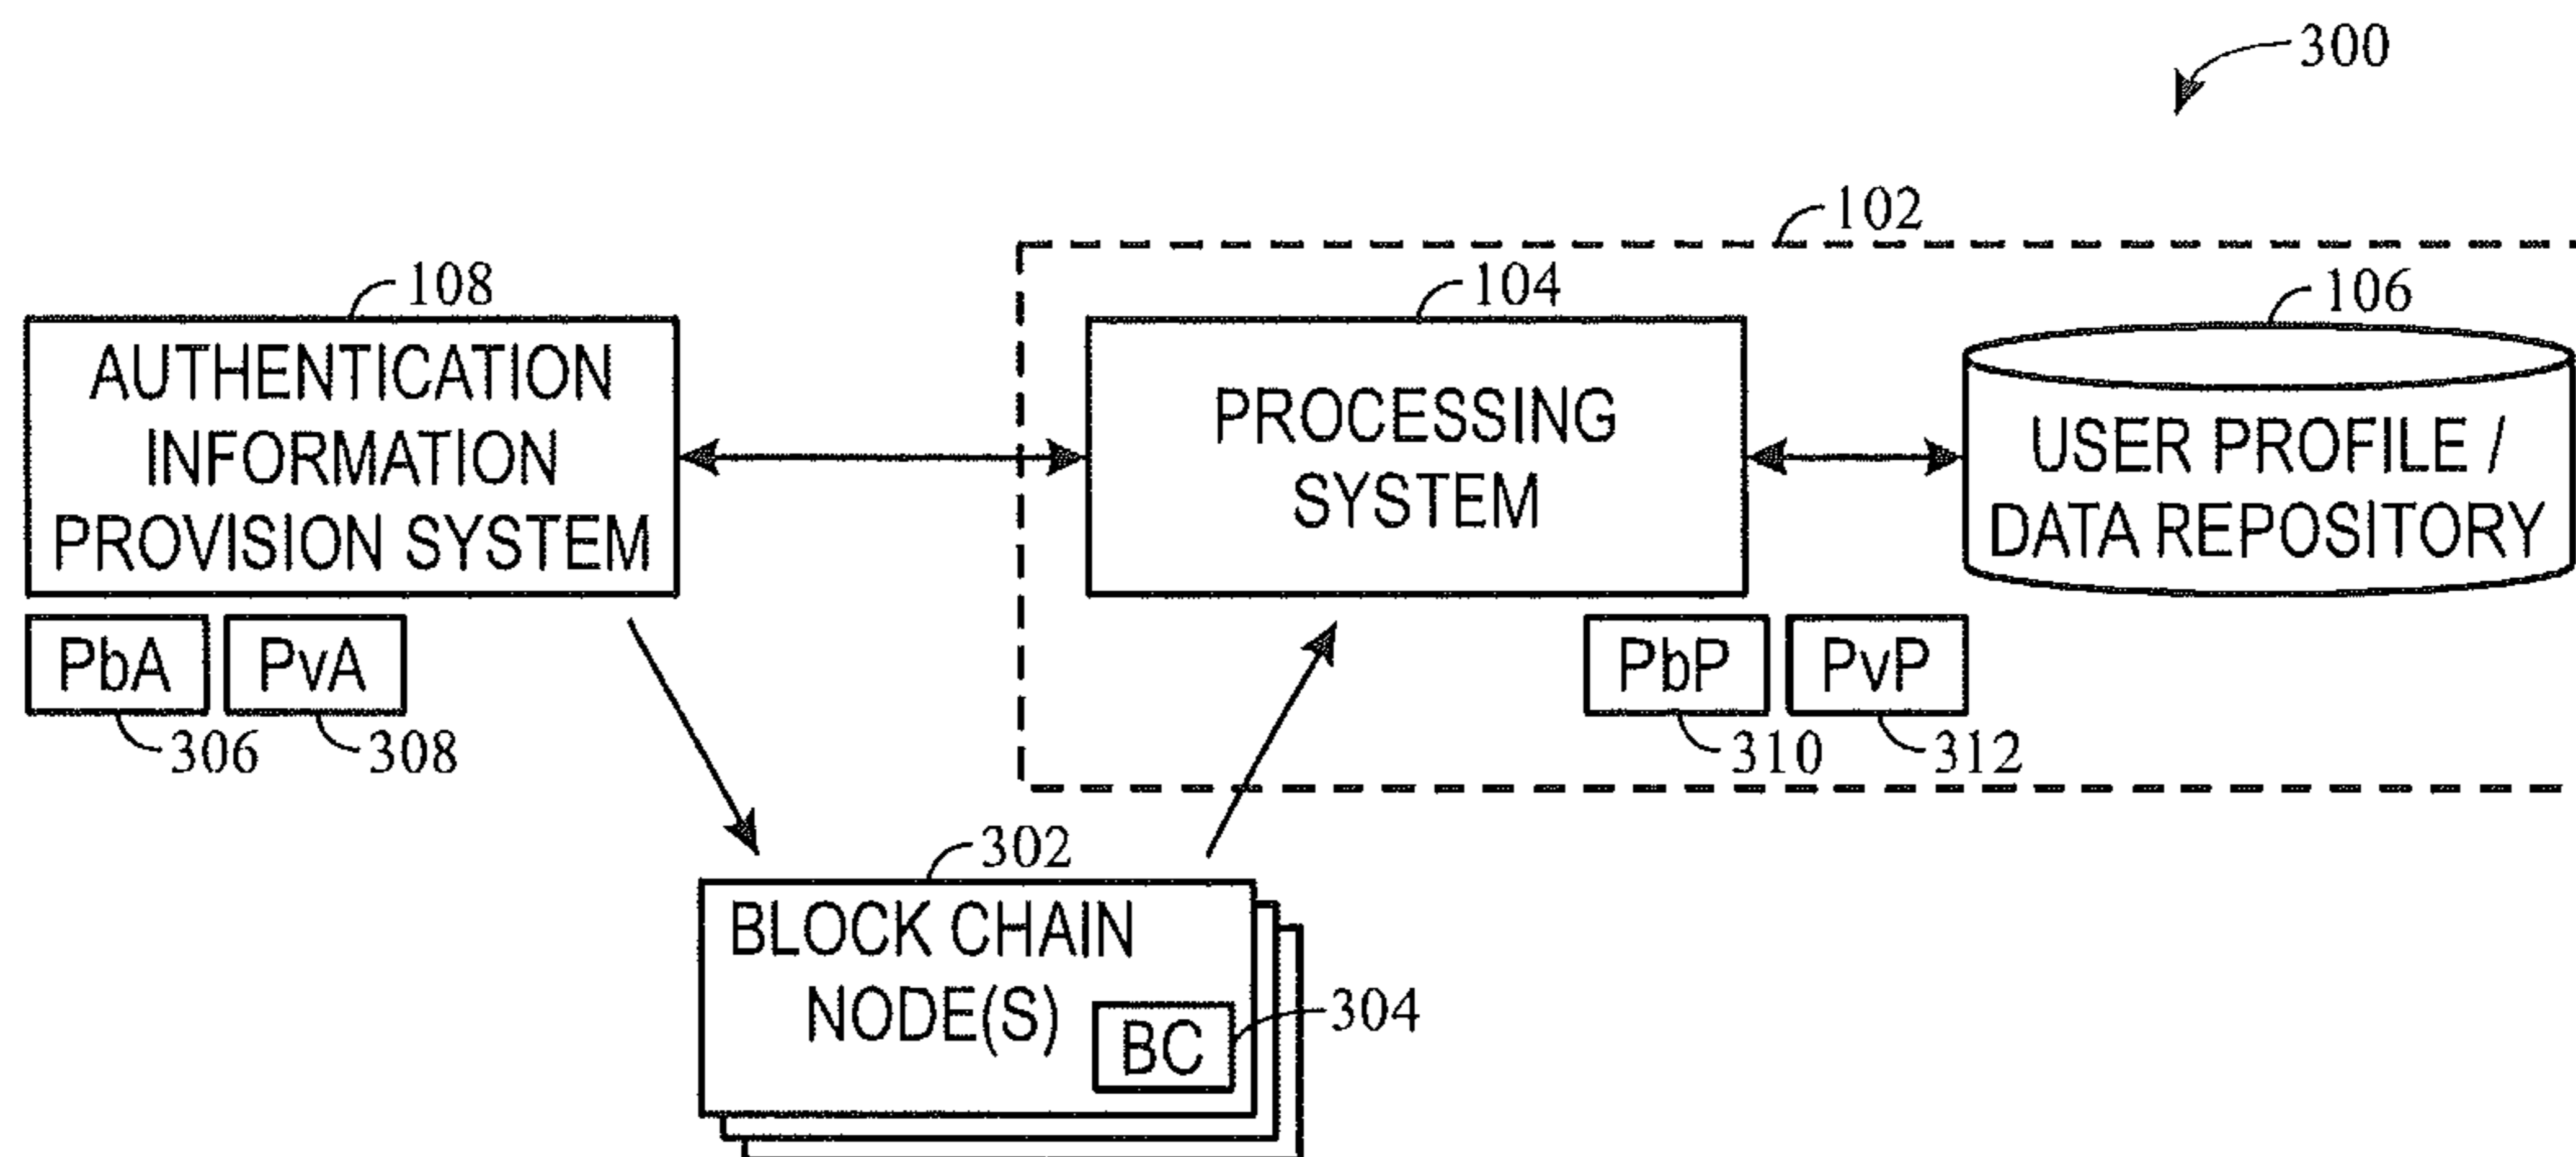 300
102
108
104
106
AUTHENTICATION
INFORMATION
PROVISION SYSTEM
PROCESSING
SYSTEM
USER PROFILE /
DATA REPOSITORY
PbA
PvA
PbP
PvP
306
308
310
312
302
BLOCK CHAIN
NODE(S)
BC
304